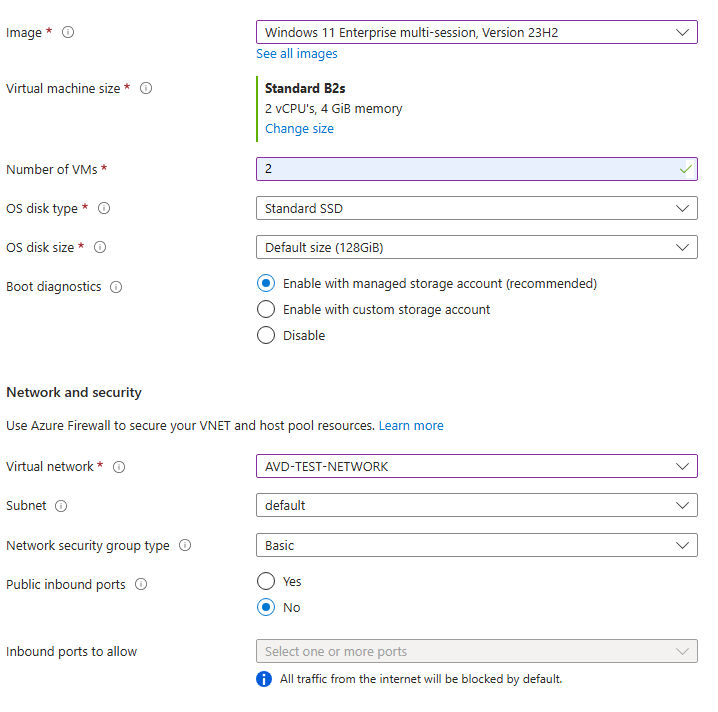 Image *
Windows 11 Enterprise multi-session, Version 23H2
See all images
Virtual machine size *
Standard B2s
2 vCPU's, 4 GiB memory
Change size
Number of VMs *
2
OS disk type *
Standard SSD
OS disk size *
Default size (128GiB)
Boot diagnostics
Enable with managed storage account (recommended)
Enable with custom storage account
Disable
Network and security
Use Azure Firewall to secure your VNET and host pool resources. Learn more
Virtual network *
AVD-TEST-NETWORK
Subnet
default
Network security group type
Basic
Public inbound ports
Yes
No
Inbound ports to allow
Select one or more ports
All traffic from the internet will be blocked by default.